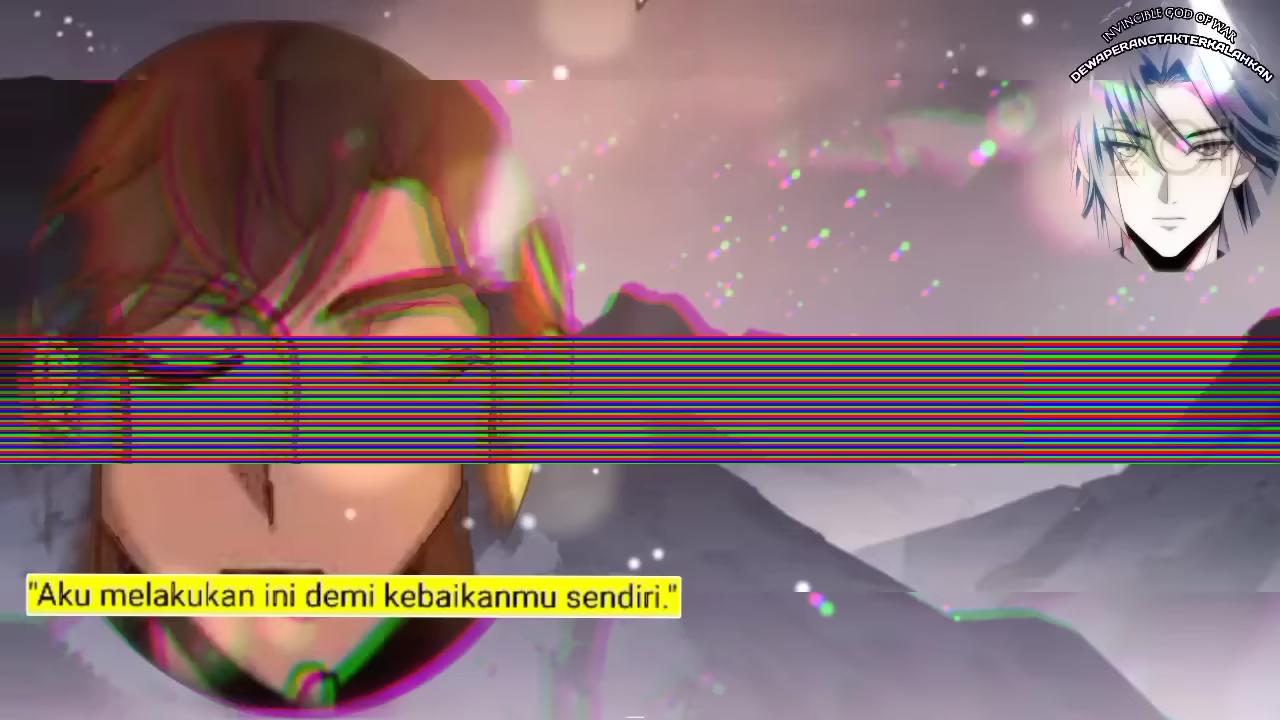 INVINCIBLE GOD OF WAR
DEWAPERANGTAKTERKALAHKAN
"Aku melakukan ini demi kebaikanmu sendiri."